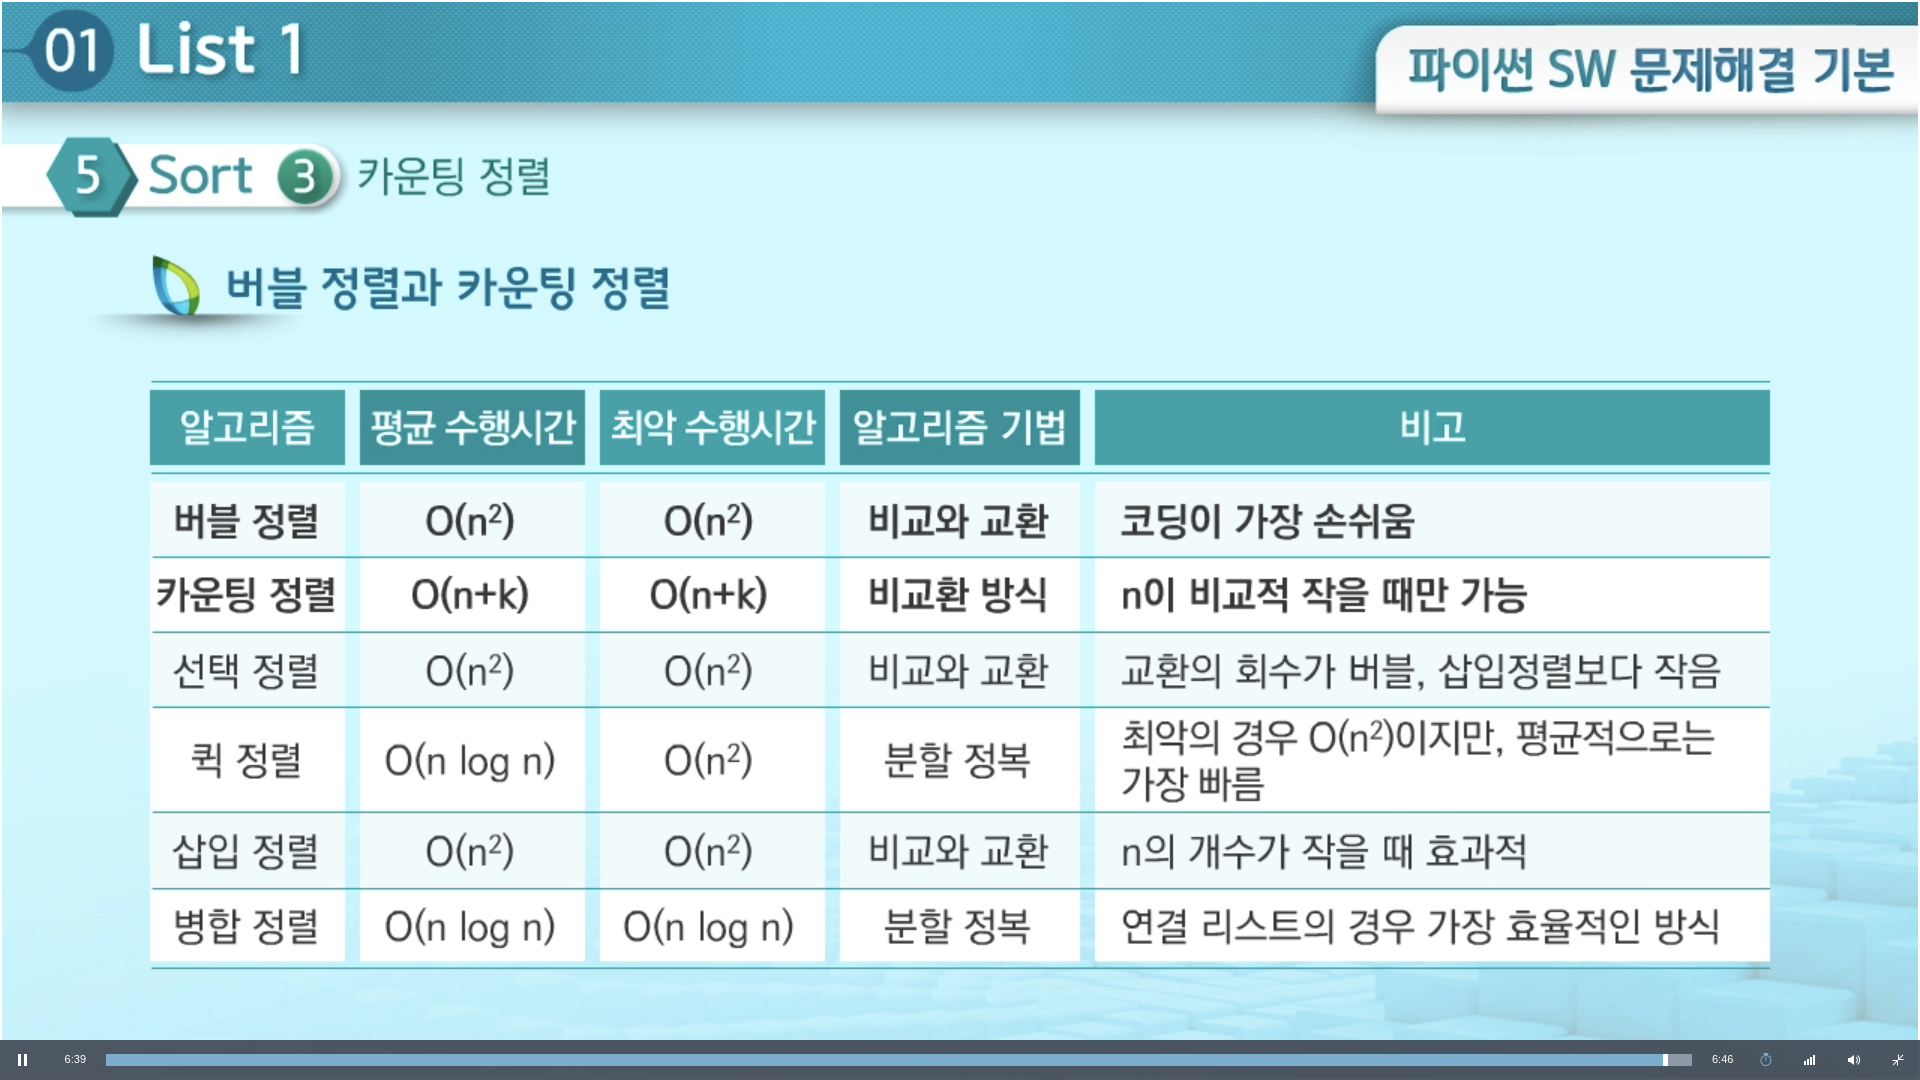 01 List 1
파이썬 SW 문제해결 기본
5 Sort 3 카운팅 정렬
버블 정렬과 카운팅 정렬
알고리즘 평균 수행시간 최악 수행시간 알고리즘 기법 비고
버블 정렬 O(n²) O(n²) 비교와 교환 코딩이 가장 손쉬움
카운팅 정렬 O(n+k) O(n+k) 비교환 방식 n이 비교적 작을 때만 가능
선택 정렬 O(n²) O(n²) 비교와 교환 교환의 회수가 버블, 삽입정렬보다 작음
퀵 정렬 O(n log n) O(n²) 분할 정복 최악의 경우 O(n²)이지만, 평균적으로는
가장 빠름
삽입 정렬 O(n²) O(n²) 비교와 교환 n의 개수가 작을 때 효과적
병합 정렬 O(n log n) O(n log n) 분할 정복 연결 리스트의 경우 가장 효율적인 방식
6:39 6:46